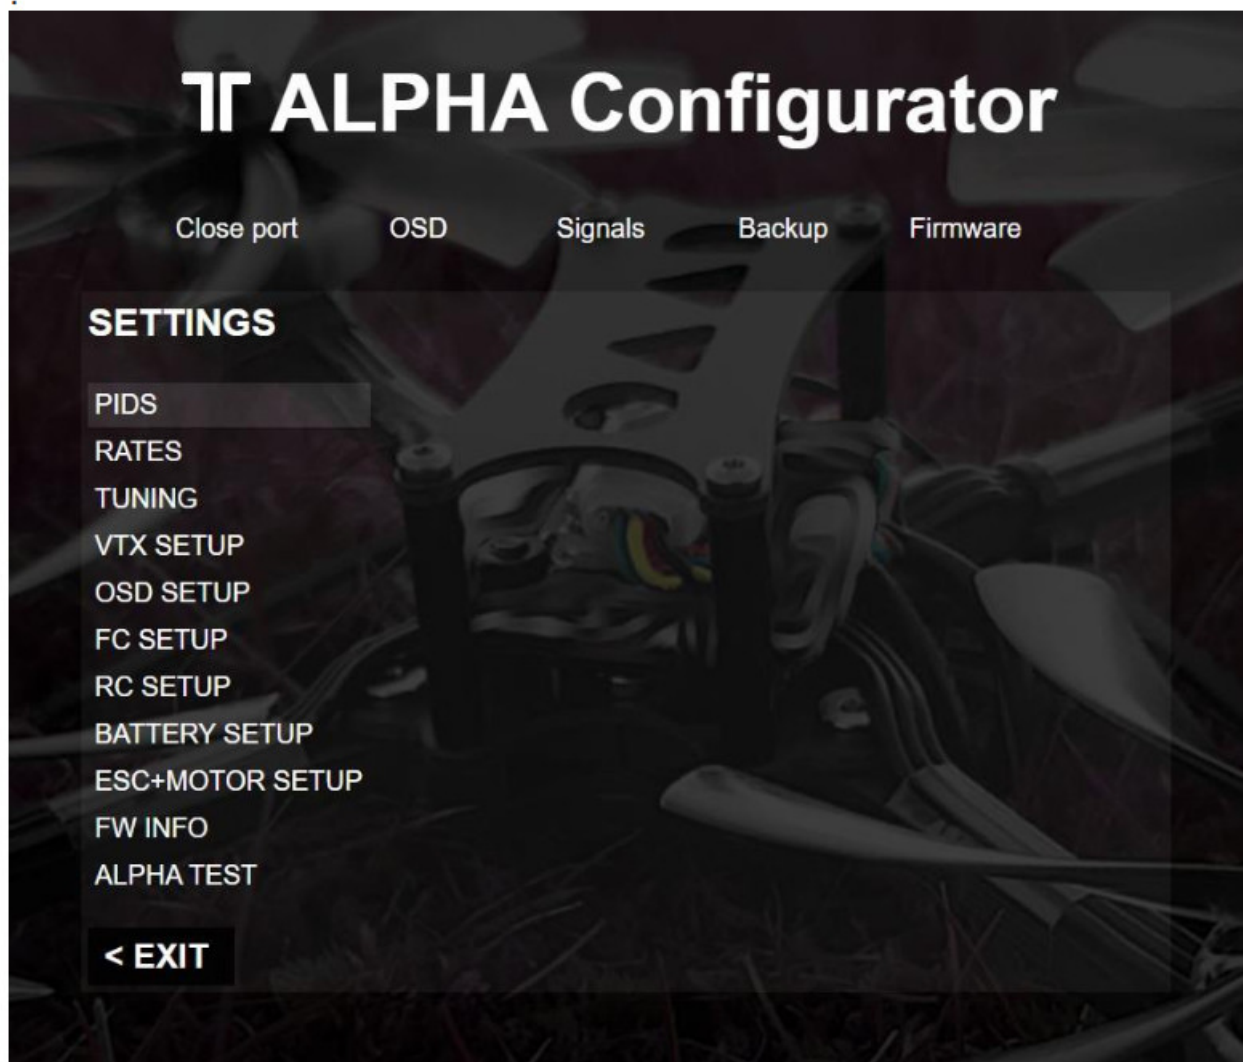 ALPHA Configurator
Close port OSD Signals Backup Firmware
SETTINGS
PIDS
RATES
TUNING
VTX SETUP
OSD SETUP
FC SETUP
RC SETUP
BATTERY SETUP
ESC+MOTOR SETUP
FW INFO
ALPHA TEST
< EXIT